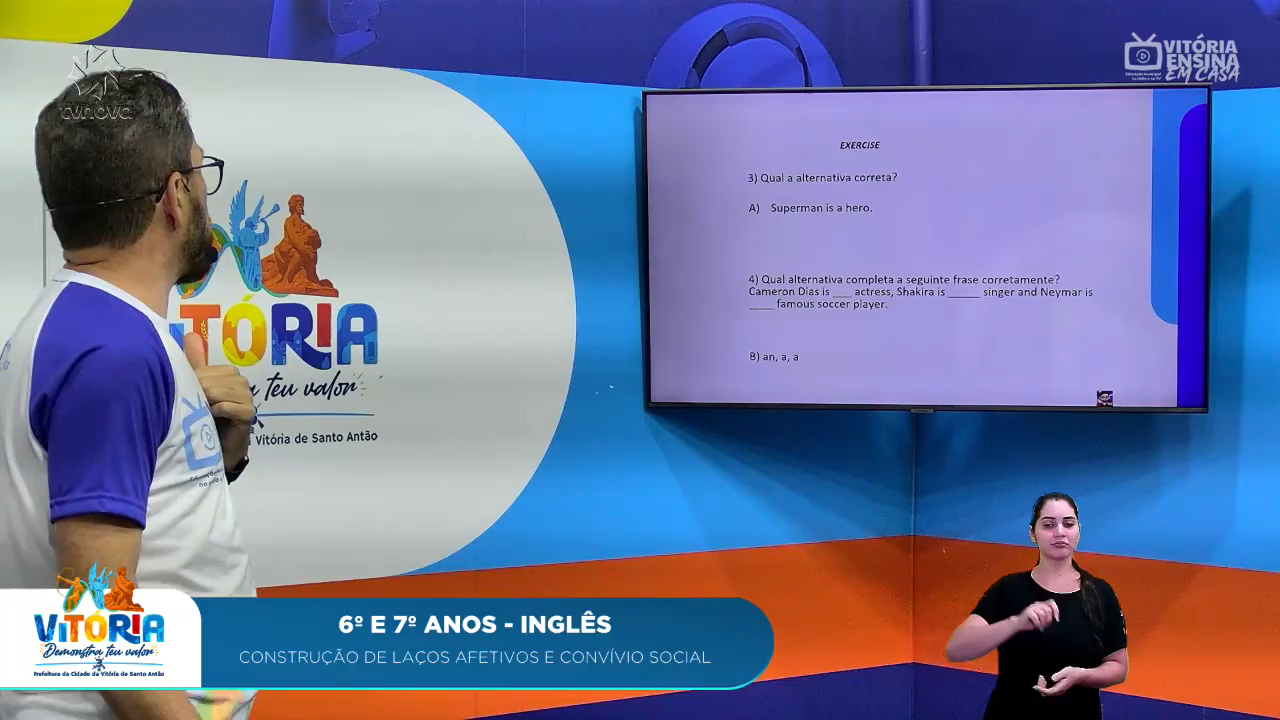 tvnova
VITÓRIA
ENSINA
EM CASA
EXERCISE
3) Qual a alternativa correta?
A) Superman is a hero.
4) Qual alternativa completa a seguinte frase corretamente?
Cameron Dias is ___ actress, Shakira is _____ singer and Neymar is
____ famous soccer player.
B) an, a, a
VITÓRIA
teu valor
Vitória de Santo Antão
VITÓRIA
Demonstra teu valor
Prefeitura da Cidade da Vitória de Santo Antão
6º E 7º ANOS - INGLÊS
CONSTRUÇÃO DE LAÇOS AFETIVOS E CONVÍVIO SOCIAL